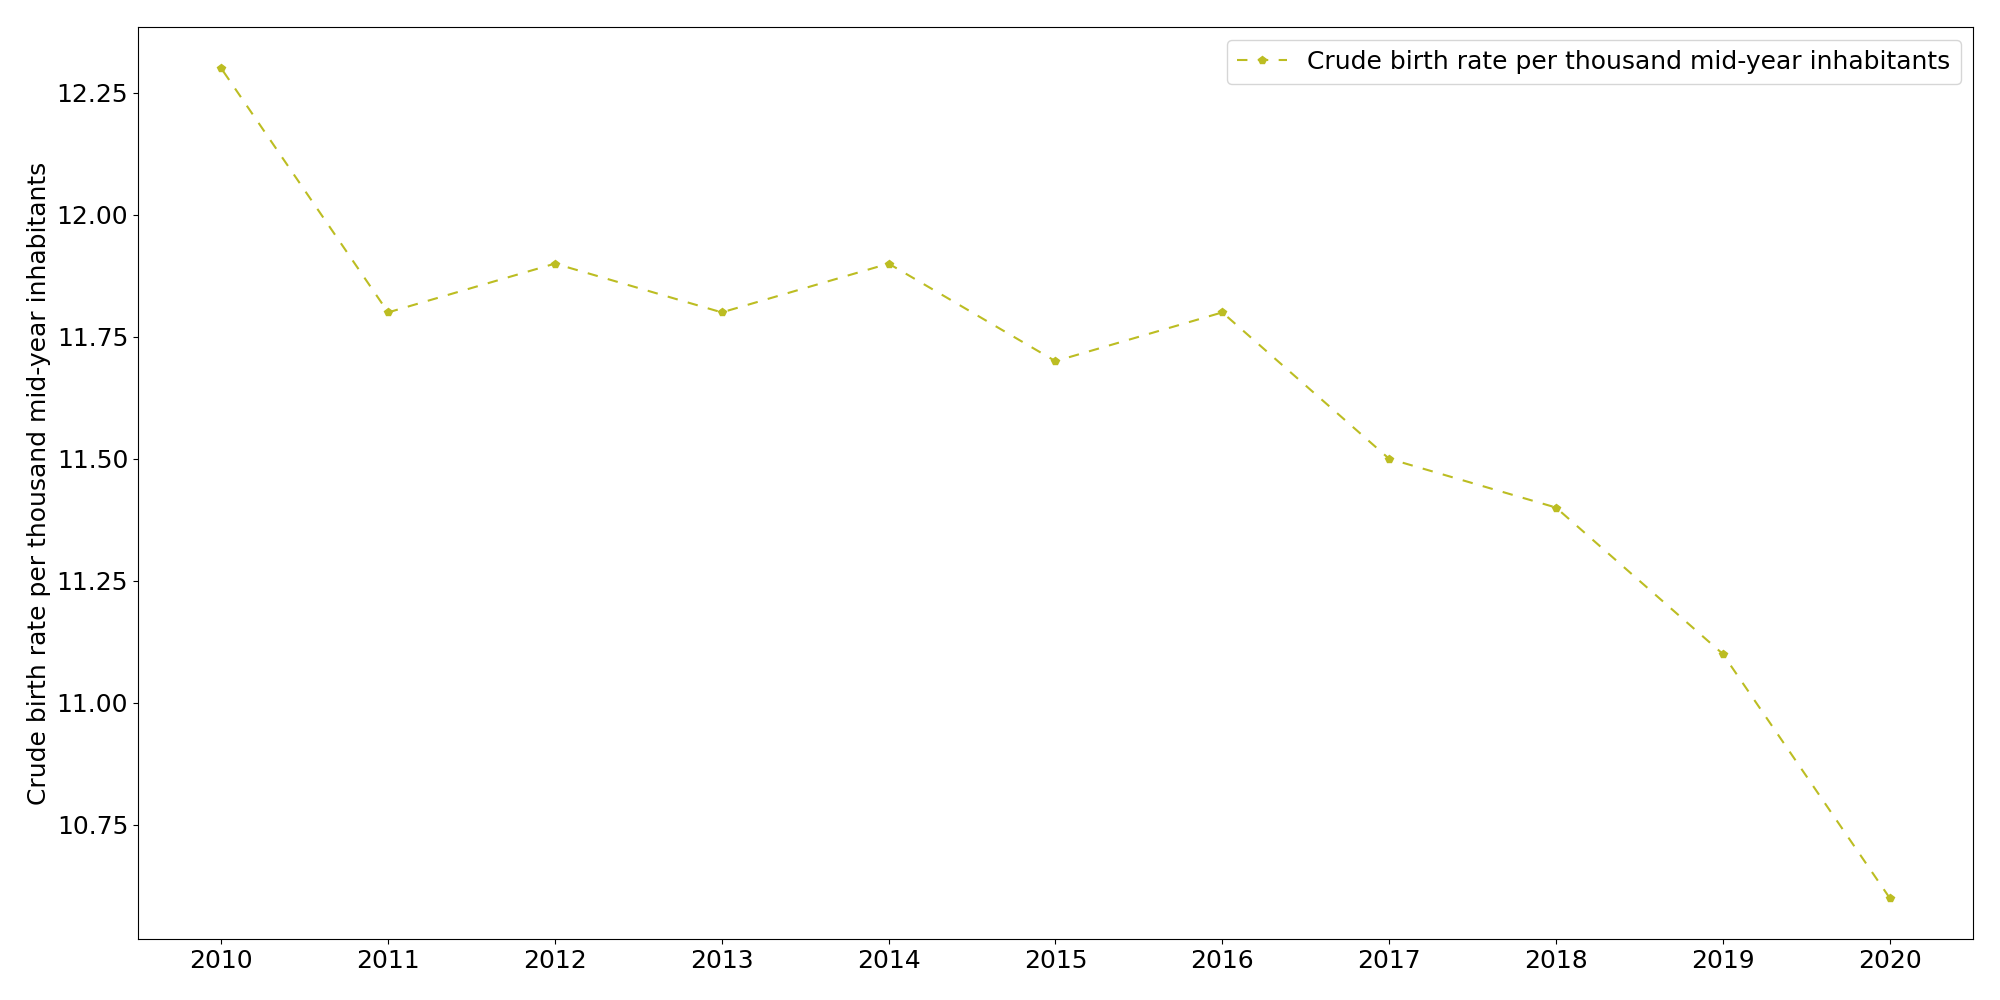 Crude birth rate per thousand mid-year inhabitants
Crude birth rate per thousand mid-year inhabitants
12.25
12.00
11.75
11.50
11.25
11.00
10.75
2010 2011 2012 2013 2014 2015 2016 2017 2018 2019 2020